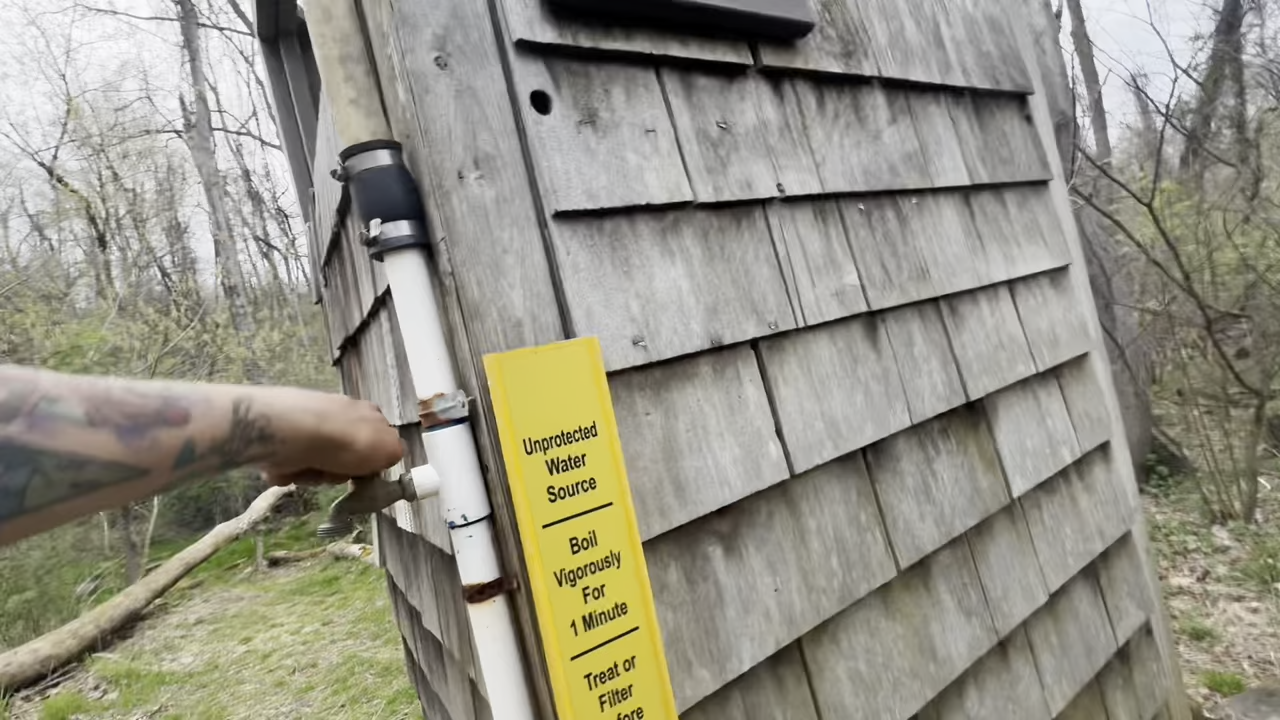 Unprotected
Water
Source
Boil
Vigorously
For
1 Minute
Treat or
Filter